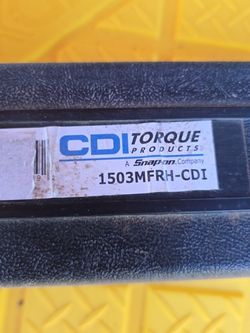 CDI TORQUE
PRODUCTS
A Snap-on Company
1503MFRH-CDI